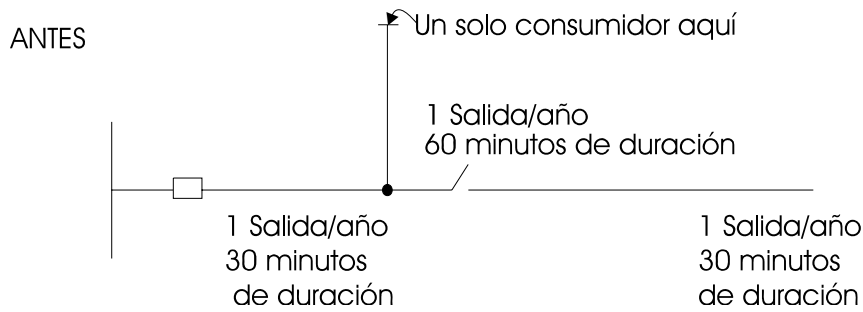 ANTES
Un solo consumidor aquí
1 Salida/año
60 minutos de duración
1 Salida/año
30 minutos
de duración
1 Salida/año
30 minutos
de duración